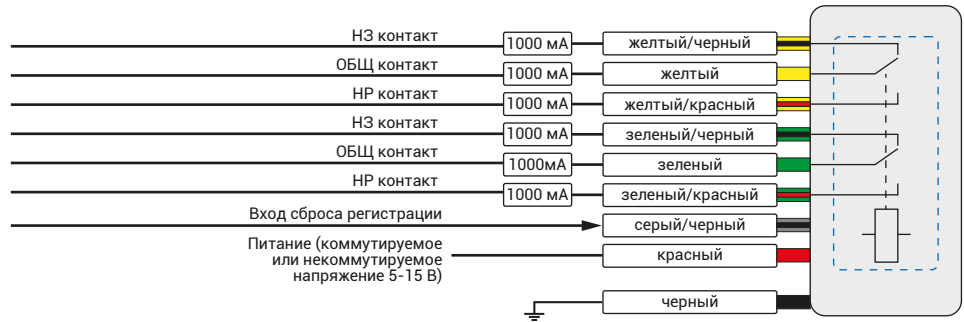 НЗ контакт 1000 мА желтый/черный
ОБЩ контакт 1000 мА желтый
НР контакт 1000 мА желтый/красный
НЗ контакт 1000 мА зеленый/черный
ОБЩ контакт 1000мА зеленый
НР контакт 1000 мА зеленый/красный
Вход сброса регистрации серый/черный
Питание (коммутируемое
или некоммутируемое
напряжение 5-15 В)
красный
черный